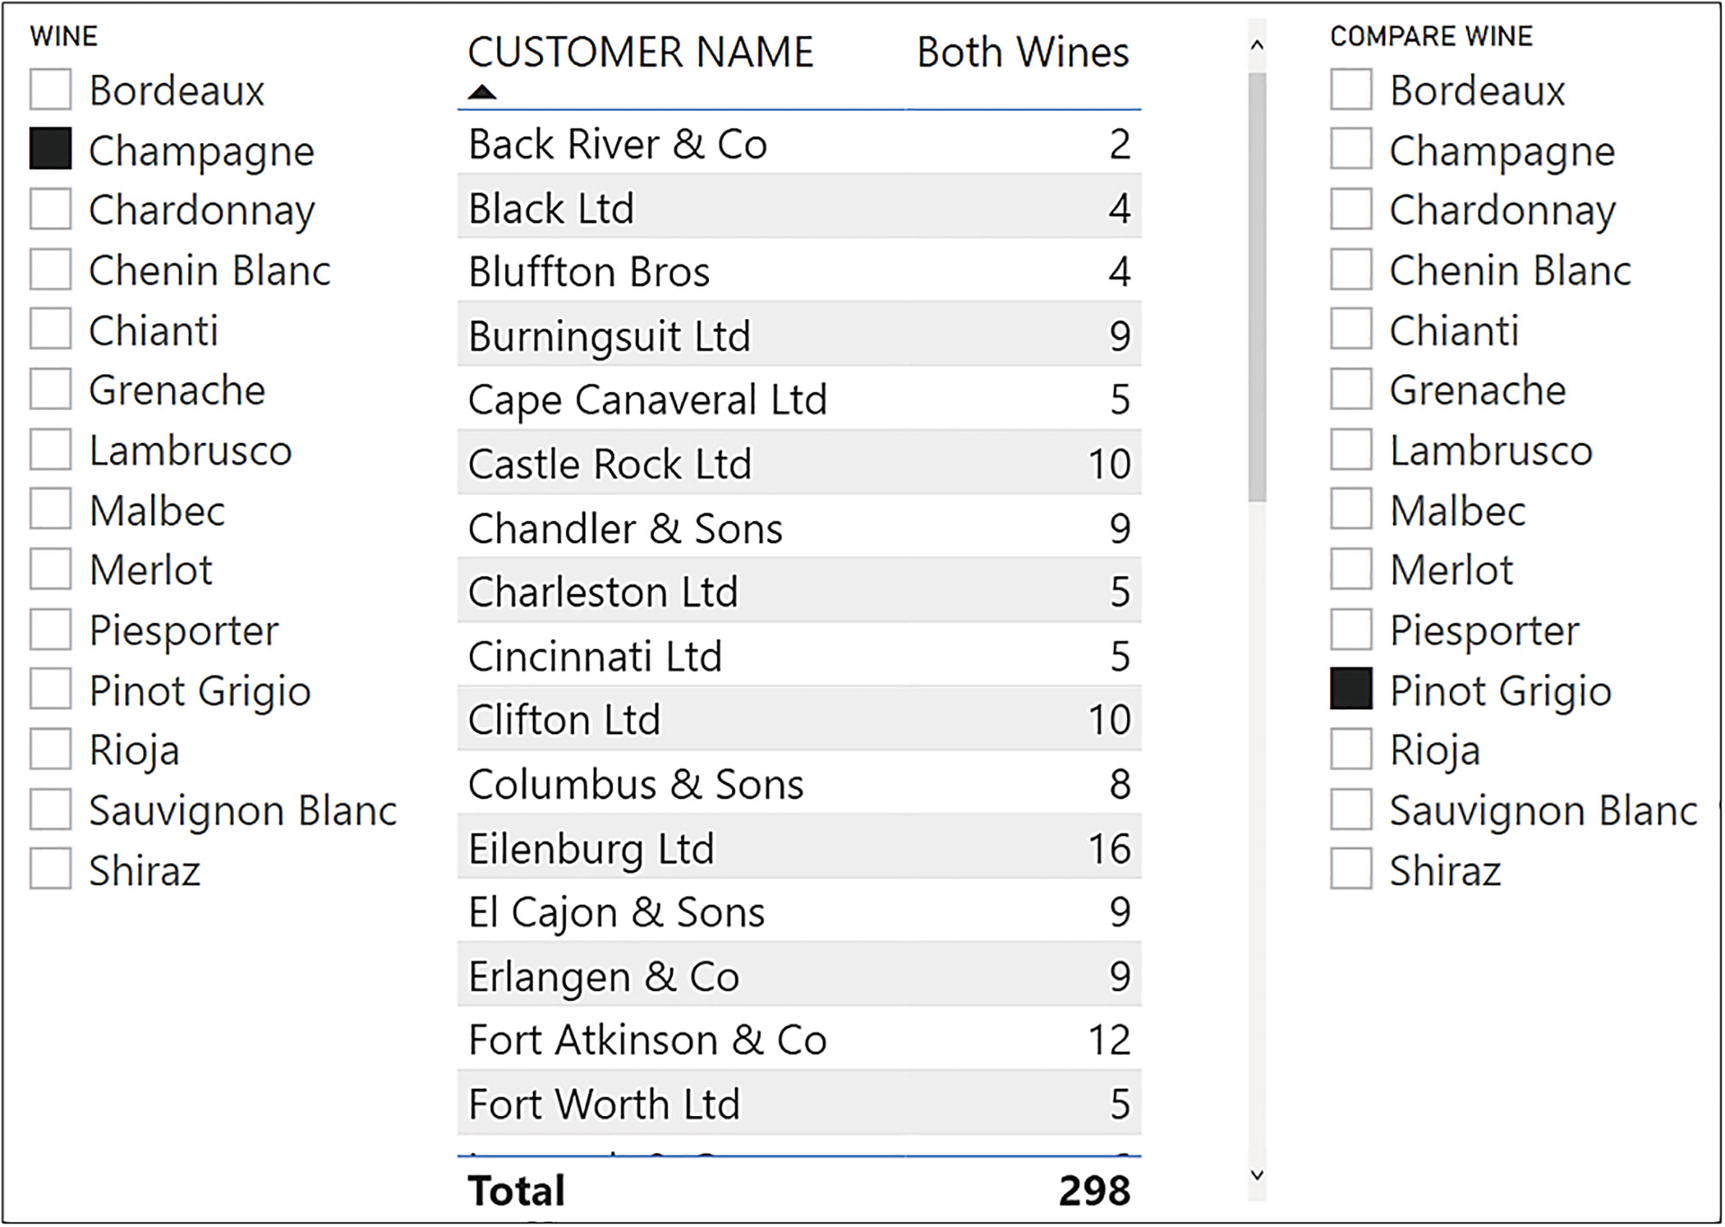 WINE
Bordeaux
Champagne
Chardonnay
Chenin Blanc
Chianti
Grenache
Lambrusco
Malbec
Merlot
Piesporter
Pinot Grigio
Rioja
Sauvignon Blanc
Shiraz
CUSTOMER NAME Both Wines
Back River & Co 2
Black Ltd 4
Bluffton Bros 4
Burningsuit Ltd 9
Cape Canaveral Ltd 5
Castle Rock Ltd 10
Chandler & Sons 9
Charleston Ltd 5
Cincinnati Ltd 5
Clifton Ltd 10
Columbus & Sons 8
Eilenburg Ltd 16
El Cajon & Sons 9
Erlangen & Co 9
Fort Atkinson & Co 12
Fort Worth Ltd 5
Total 298
COMPARE WINE
Bordeaux
Champagne
Chardonnay
Chenin Blanc
Chianti
Grenache
Lambrusco
Malbec
Merlot
Piesporter
Pinot Grigio
Rioja
Sauvignon Blanc
Shiraz